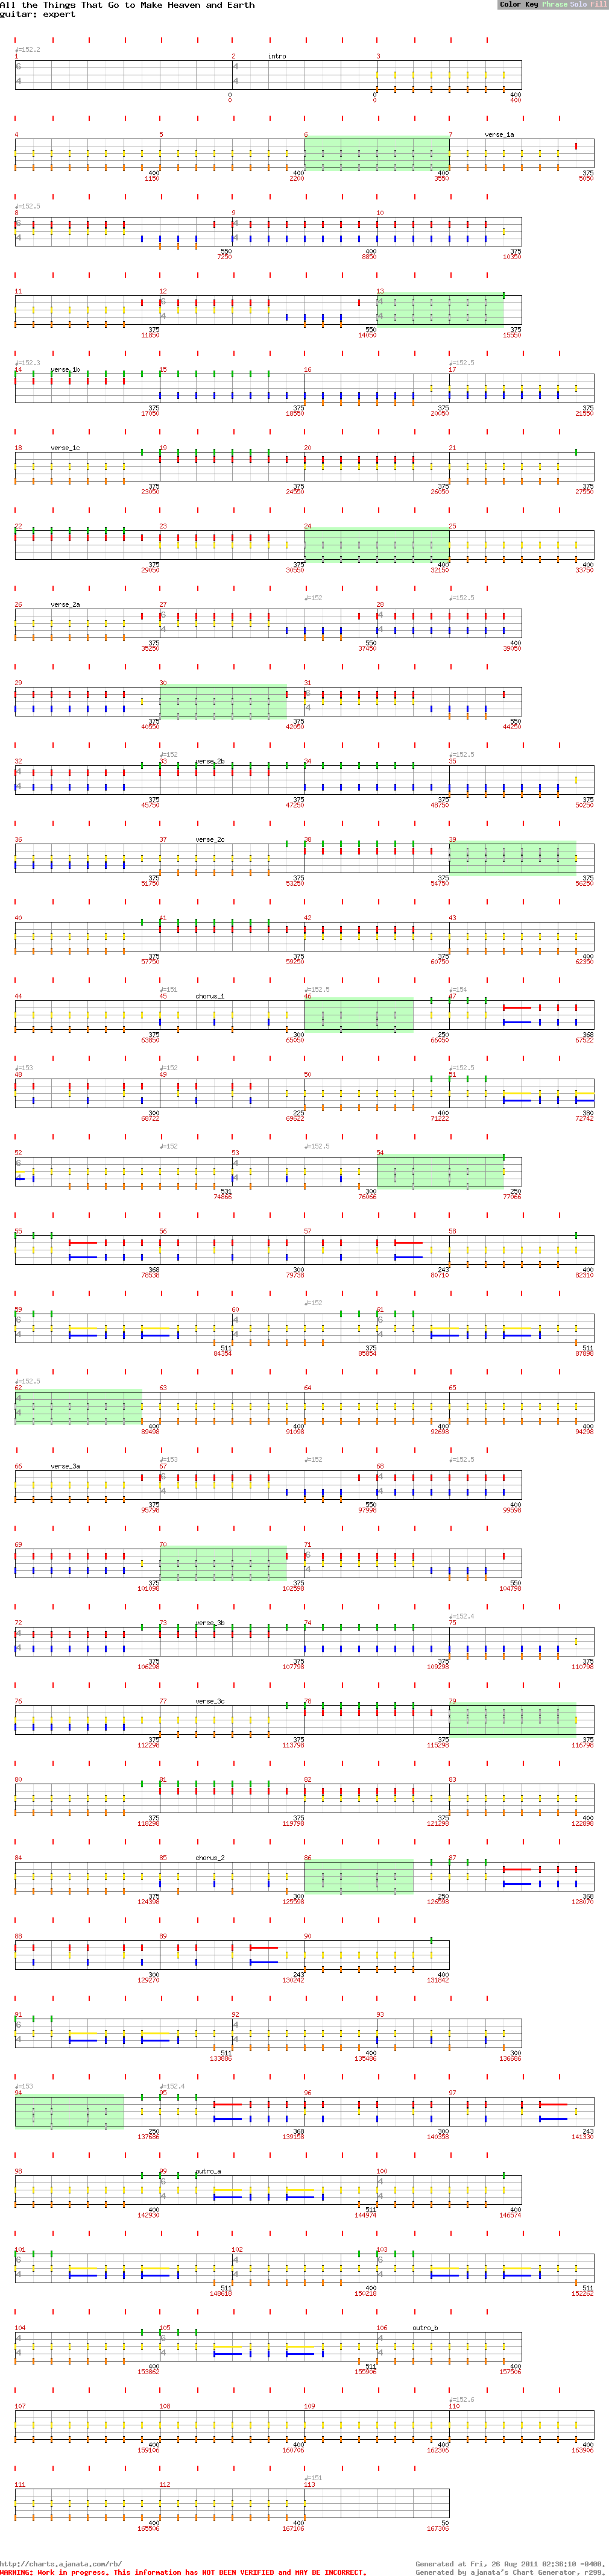 All the Things That Go to Make Heaven and Earth
guitar: expert
Color Key Phrase Solo Fill
♩=152.2
1 2 intro 3
0 0 400
0 0 400
4 5 6 7 verse_1a
400 400 400 375
1150 2200 3550 5050
♩=152.5
8 9 10
550 400 375
7250 8850 10350
11 12 13
375 550 375
11850 14050 15550
♩=152.3 ♩=152.5
14 verse_1b 15 16 17
375 375 375 375
17050 18550 20050 21550
18 verse_1c 19 20 21
375 375 375 375
23050 24550 26050 27550
22 23 24 25
375 375 400 400
29050 30550 32150 33750
♩=152 ♩=152.5
26 verse_2a 27 28
375 550 400
35250 37450 39050
29 30 31
375 375 550
40550 42050 44250
♩=152 ♩=152.5
32 33 verse_2b 34 35
375 375 375 375
45750 47250 48750 50250
36 37 verse_2c 38 39
375 375 375 375
51750 53250 54750 56250
40 41 42 43
375 375 375 400
57750 59250 60750 62350
♩=151 ♩=152.5 ♩=154
44 45 chorus_1 46 47
375 300 250 368
63850 65050 66050 67522
♩=153 ♩=152 ♩=152.5
48 49 50 51
300 225 400 380
68722 69622 71222 72742
♩=152 ♩=152.5
52 53 54
531 300 250
74866 76066 77066
55 56 57 58
368 300 243 400
78538 79738 80710 82310
♩=152
59 60 61
511 375 511
84354 85854 87898
♩=152.5
62 63 64 65
400 400 400 400
89498 91098 92698 94298
♩=153 ♩=152 ♩=152.5
66 verse_3a 67 68
375 550 400
95798 97998 99598
69 70 71
375 375 550
101098 102598 104798
♩=152.4
72 73 verse_3b 74 75
375 375 375 375
106298 107798 109298 110798
76 77 verse_3c 78 79
375 375 375 375
112298 113798 115298 116798
80 81 82 83
375 375 375 400
118298 119798 121298 122898
84 85 chorus_2 86 87
375 300 250 368
124398 125598 126598 128070
88 89 90
300 243 400
129270 130242 131842
91 92 93
511 400 300
133886 135486 136686
♩=153 ♩=152.4
94 95 96 97
250 368 300 243
137686 139158 140358 141330
98 99 outro_a 100
400 511 400
142930 144974 146574
101 102 103
511 400 511
148618 150218 152262
104 105 106 outro_b
400 511 400
153862 155906 157506
♩=152.6
107 108 109 110
400 400 400 400
159106 160706 162306 163906
♩=151
111 112 113
400 400 50
165506 167106 167306
http://charts.ajanata.com/rb/ Generated at Fri, 26 Aug 2011 02:36:10 -0400.
WARNING: Work in progress. This information has NOT BEEN VERIFIED and MAY BE INCORRECT. Generated by ajanata's Chart Generator, r299.